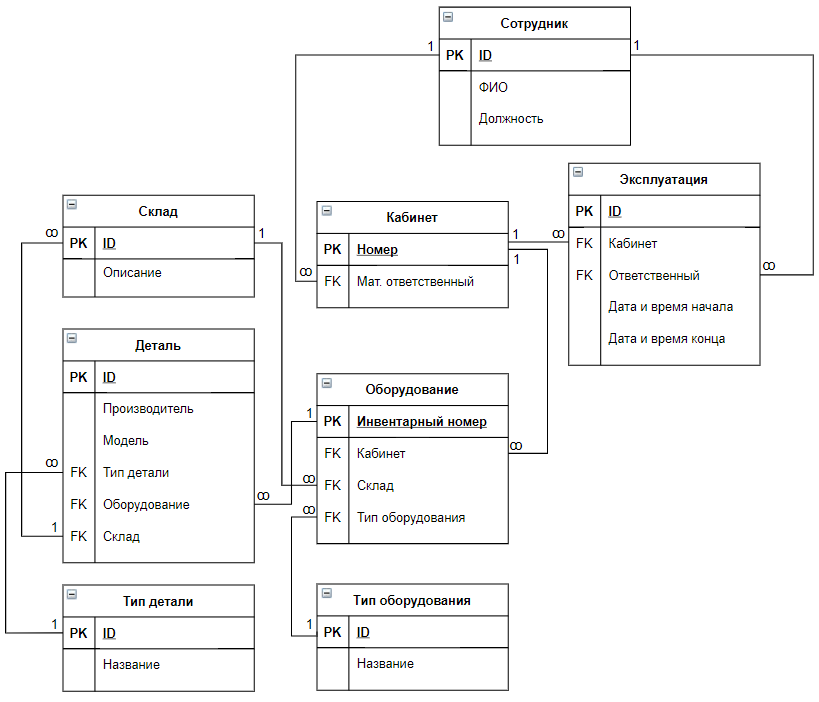 Сотрудник
1 PK ID 1
ФИО
Должность
Эксплуатация
PK ID
∞ FK Кабинет
FK Ответственный ∞
Дата и время начала
Дата и время конца
Склад
∞ PK ID 1
Описание
Кабинет
PK Номер 1
1
∞ FK Мат. ответственный
Деталь
PK ID
Производитель
Модель
∞ FK Тип детали
FK Оборудование ∞
1 FK Склад
Оборудование
1 PK Инвентарный номер
FK Кабинет ∞
∞ FK Склад
∞ FK Тип оборудования
Тип детали
1 PK ID
Название
Тип оборудования
1 PK ID
Название